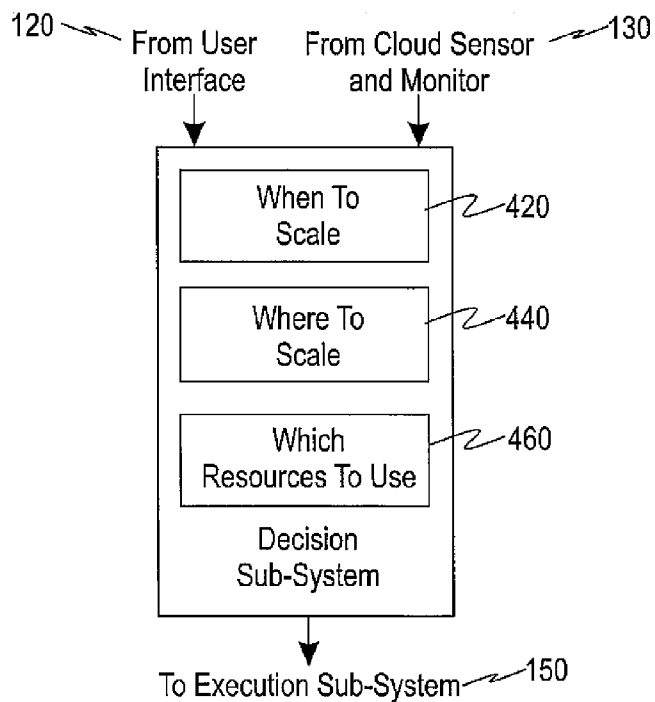 120
From User
Interface
From Cloud Sensor
and Monitor
130
When To
Scale
420
Where To
Scale
440
Which
Resources To Use
460
Decision
Sub-System
To Execution Sub-System
150